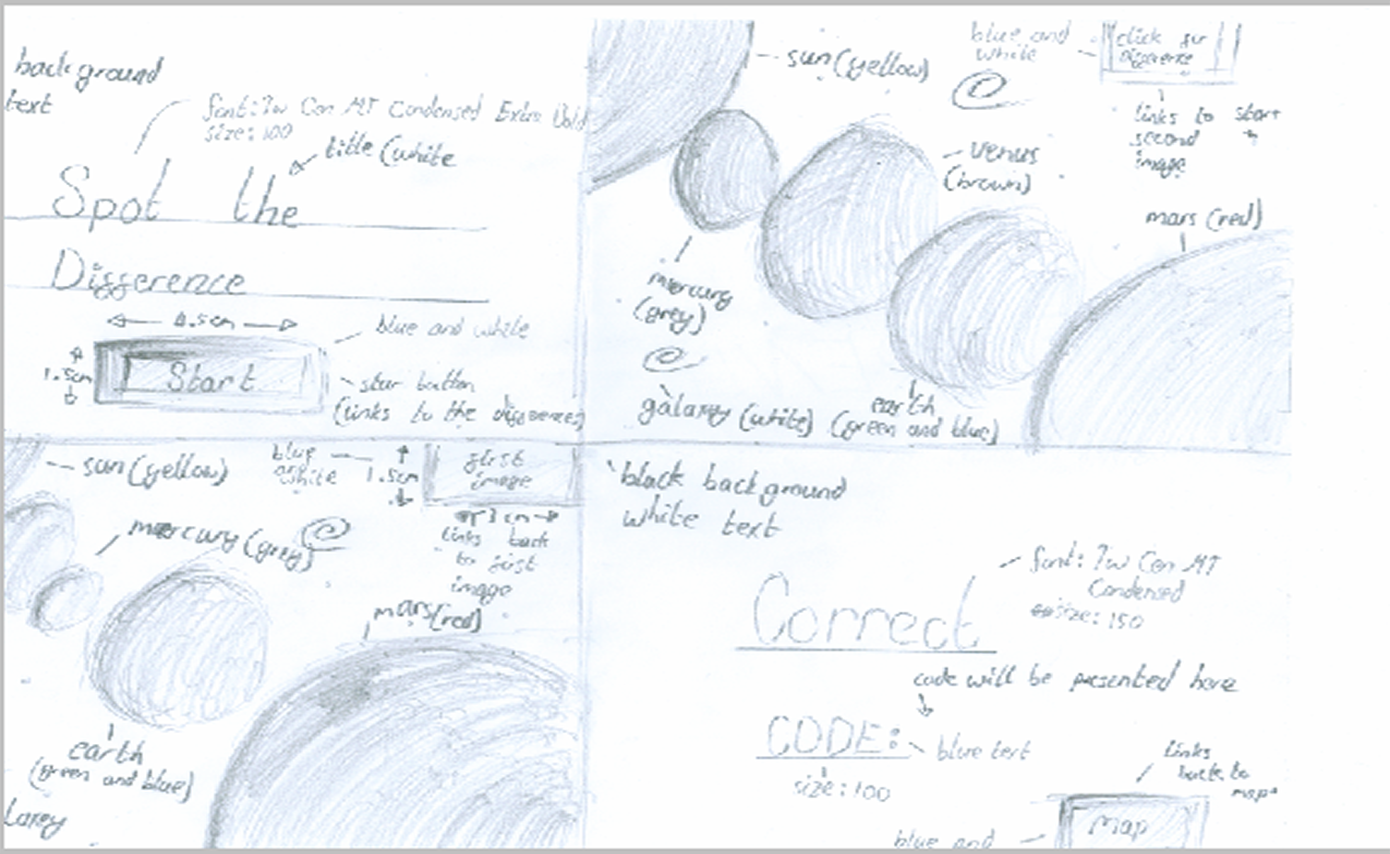 background
text
font: Tw Cen MT Condensed Extra Bold
size: 100
title (white
Spot the
Difference
4.5cm
blue and white
1.5cm
Start
star button
(links to the differences)
sun (yellow)
blue and
white
click for
Difference
links to start
second
image
venus
(brown)
mars (red)
mercury
(grey)
galaxy (white)
earth
(green and blue)
sun (yellow)
blue
white
1.5cm
first
image
3 cm
links back
to first
image
mercury (grey)
mars (red)
earth
(green and blue)
laxy
black background
white text
font: Tw Cen MT
Condensed
size: 150
Correct
code will be presented here
CODE:
blue text
size: 100
links
back to
map
Map
blue and